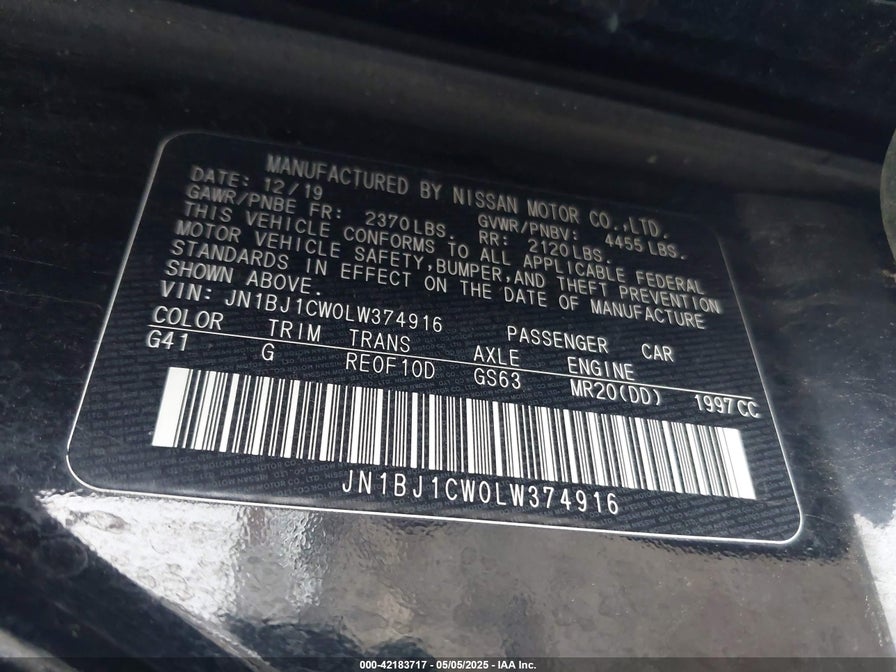 MANUFACTURED BY NISSAN MOTOR CO.,LTD.
DATE: 12/19 GVWR/PNBV: 4455 LBS.
GAWR/PNBE FR: 2370LBS. RR: 2120LBS.
THIS VEHICLE CONFORMS TO ALL APPLICABLE FEDERAL
MOTOR VEHICLE SAFETY,BUMPER,AND THEFT PREVENTION
STANDARDS IN EFFECT ON THE DATE OF MANUFACTURE
SHOWN ABOVE.
VIN: JN1BJ1CW0LW374916 PASSENGER CAR
COLOR TRIM TRANS AXLE ENGINE
G41 G RE0F10D GS63 MR20(DD) 1997CC
JN1BJ1CW0LW374916
000-42183717 - 05/05/2025 - IAA Inc.